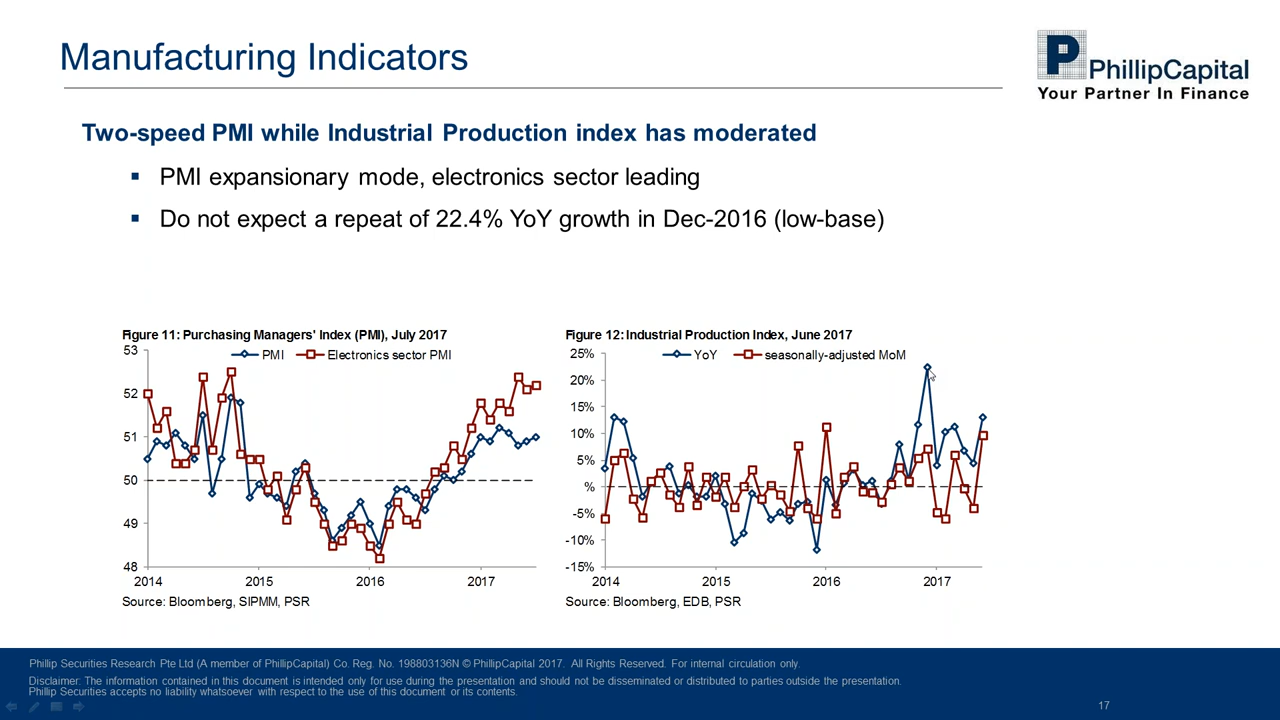 Manufacturing Indicators
P PhillipCapital
Your Partner In Finance
Two-speed PMI while Industrial Production index has moderated
▪ PMI expansionary mode, electronics sector leading
▪ Do not expect a repeat of 22.4% YoY growth in Dec-2016 (low-base)
Figure 11: Purchasing Managers' Index (PMI), July 2017
PMI Electronics sector PMI
53
52
51
50
49
48
2014 2015 2016 2017
Source: Bloomberg, SIPMM, PSR
Figure 12: Industrial Production Index, June 2017
YoY seasonally-adjusted MoM
25%
20%
15%
10%
5%
%
-5%
-10%
-15%
2014 2015 2016 2017
Source: Bloomberg, EDB, PSR
Phillip Securities Research Pte Ltd (A member of PhillipCapital) Co. Reg. No. 198803136N © PhillipCapital 2017. All Rights Reserved. For internal circulation only.
Disclaimer: The information contained in this document is intended only for use during the presentation and should not be disseminated or distributed to parties outside the presentation.
Phillip Securities accepts no liability whatsoever with respect to the use of this document or its contents.
17